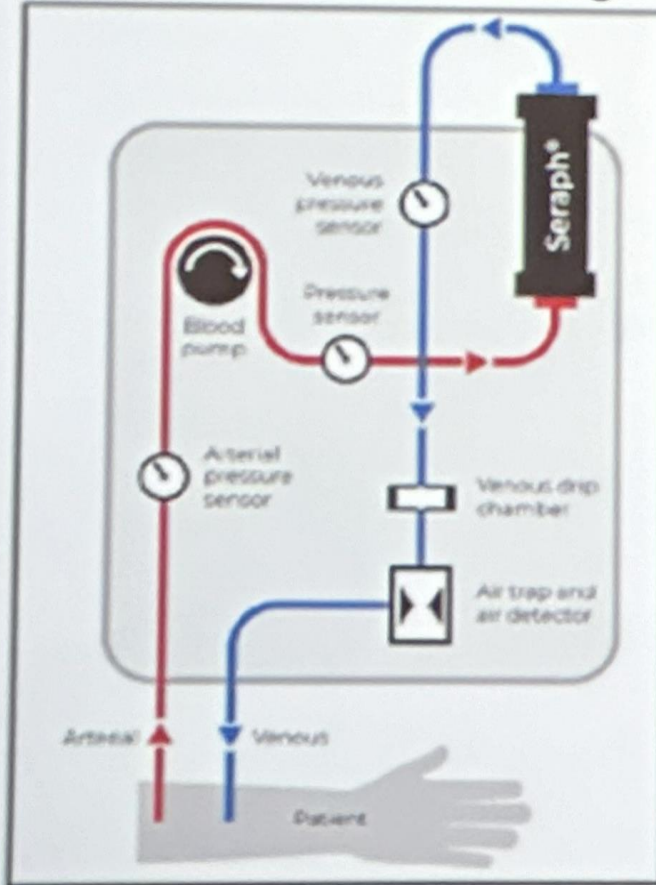 Seraph®
Venous
pressure
sensor
Pressure
sensor
Blood
pump
Arterial
pressure
sensor
Venous drip
chamber
Air trap and
air detector
Arterial
Venous
Patient